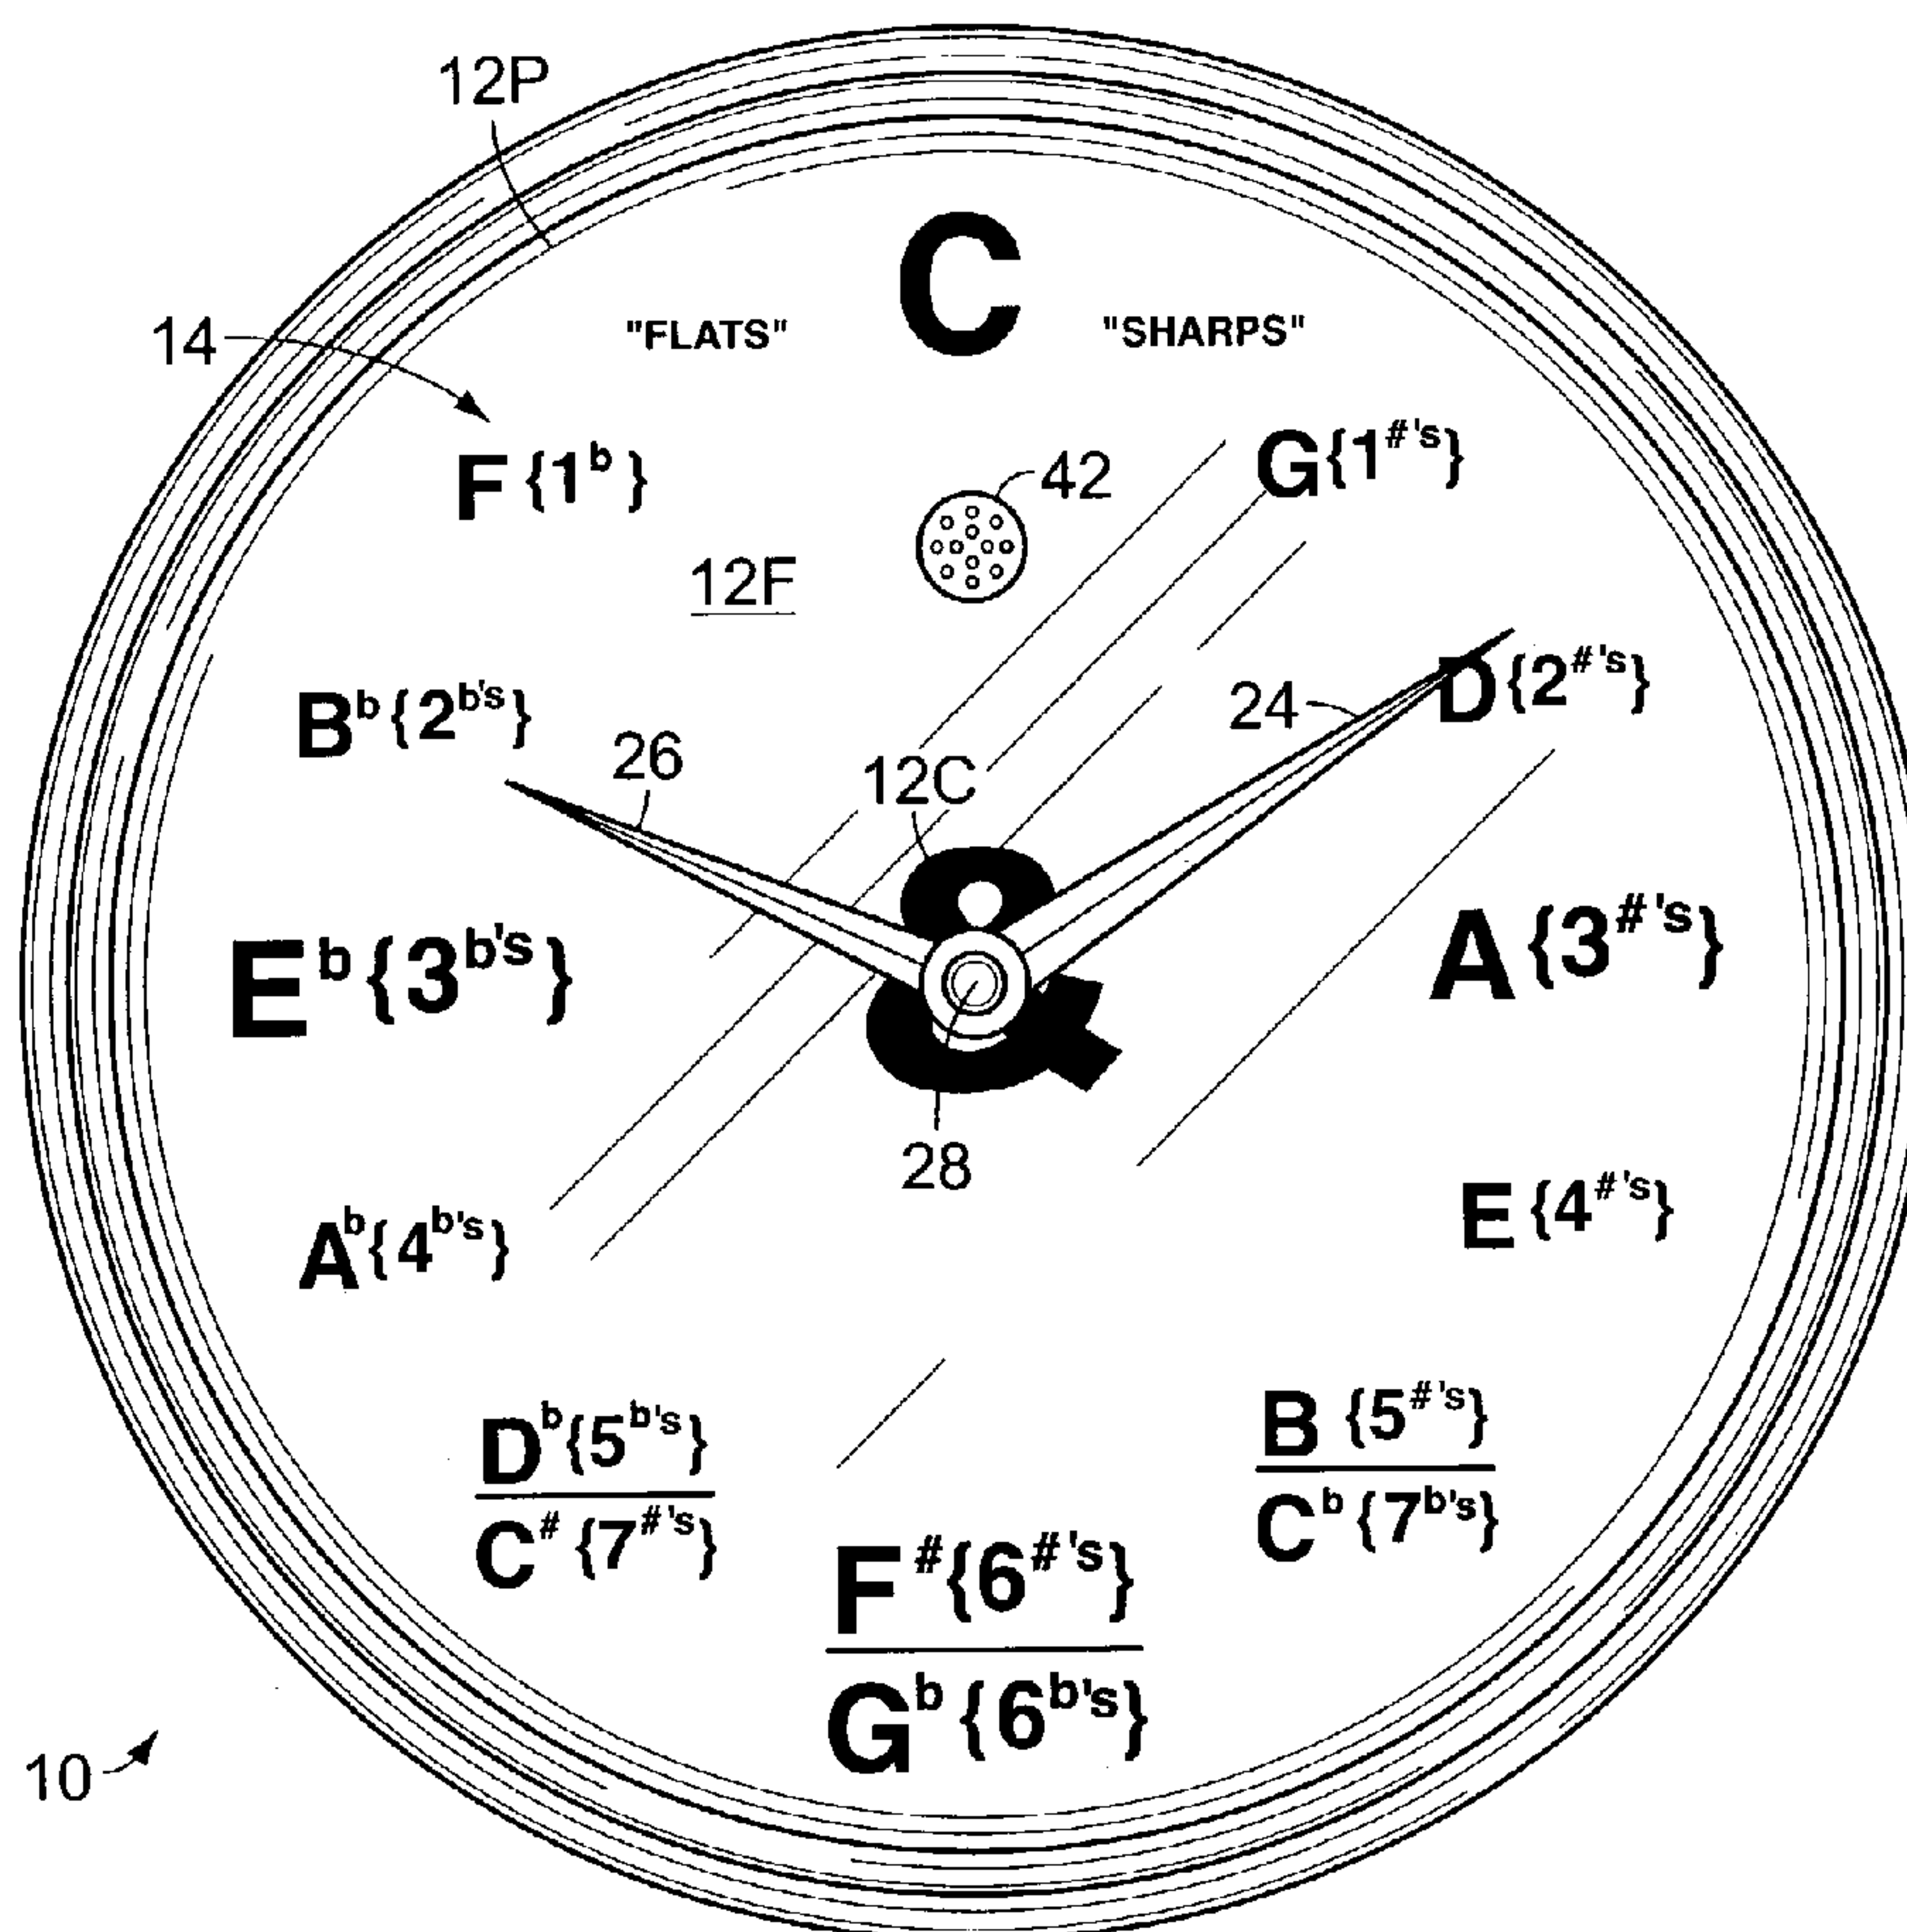 12P
C
14
"FLATS" "SHARPS"
F {1ᵇ}
42
G{1#'s}
12F
Bᵇ{2ᵇ'ˢ}
26
12C
24
D{2#'s}
&
Eᵇ{3ᵇ'ˢ}
A{3#'s}
28
Aᵇ{4ᵇ'ˢ}
E{4#'s}
Dᵇ{5ᵇ'ˢ}
C#{7#'s}
B {5#'s}
Cᵇ{7ᵇ'ˢ}
F#{6#'s}
Gᵇ{6ᵇ'ˢ}
10